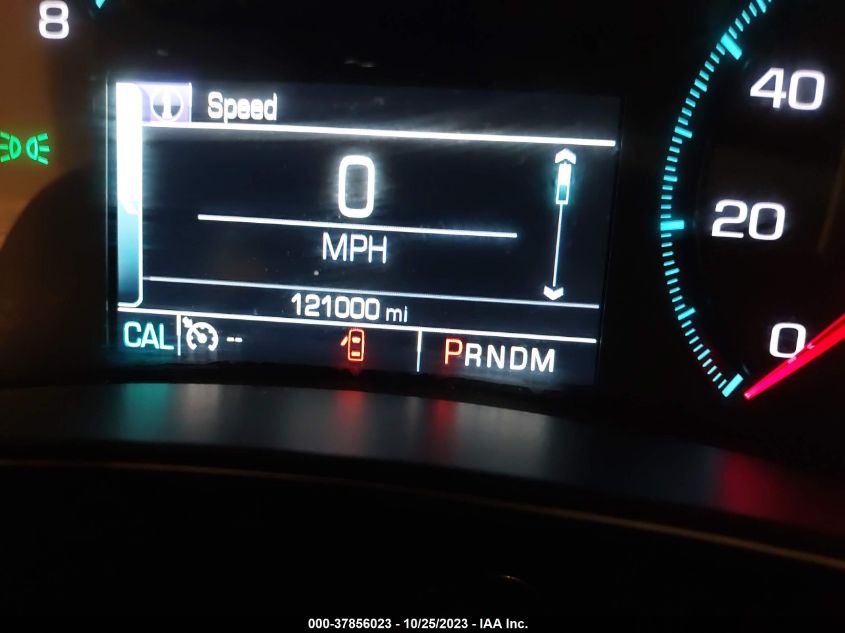 8
Speed
40
0
MPH
20
121000 mi
CAL -- PRNDM
0
000-37856023 - 10/25/2023 - IAA Inc.